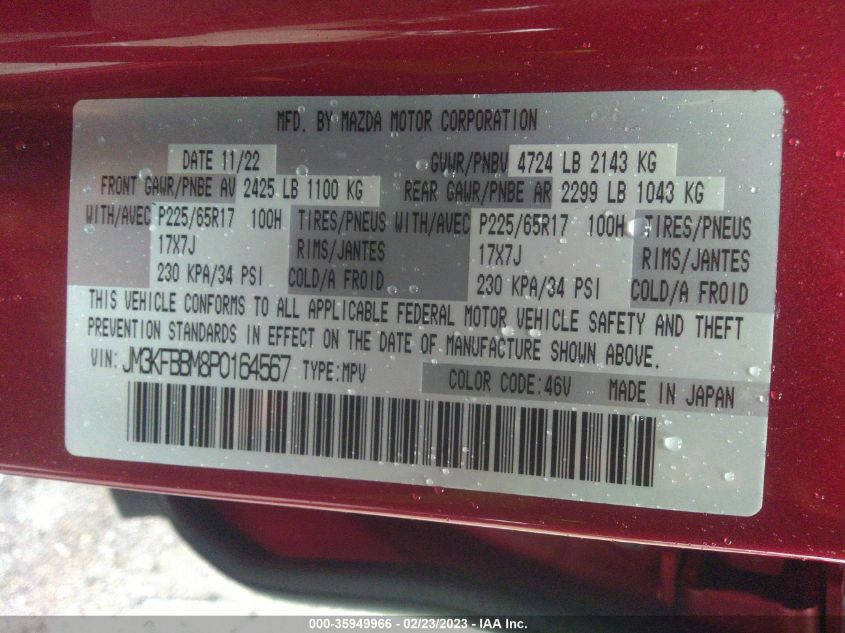 MFD. BY MAZDA MOTOR CORPORATION
DATE 11/22 GVWR/PNBV 4724 LB 2143 KG
FRONT GAWR/PNBE AV 2425 LB 1100 KG REAR GAWR/PNBE AR 2299 LB 1043 KG
WITH/AVEC P225/65R17 100H TIRES/PNEUS WITH/AVEC P225/65R17 100H TIRES/PNEUS
17X7J RIMS/JANTES 17X7J RIMS/JANTES
230 KPA/34 PSI COLD/A FROID 230 KPA/34 PSI COLD/A FROID
THIS VEHICLE CONFORMS TO ALL APPLICABLE FEDERAL MOTOR VEHICLE SAFETY AND THEFT
PREVENTION STANDARDS IN EFFECT ON THE DATE OF MANUFACTURE SHOWN ABOVE.
VIN: JM3KFBBM8P0164567 TYPE:MPV
COLOR CODE:46V MADE IN JAPAN
000-35949966 - 02/23/2023 - IAA Inc.